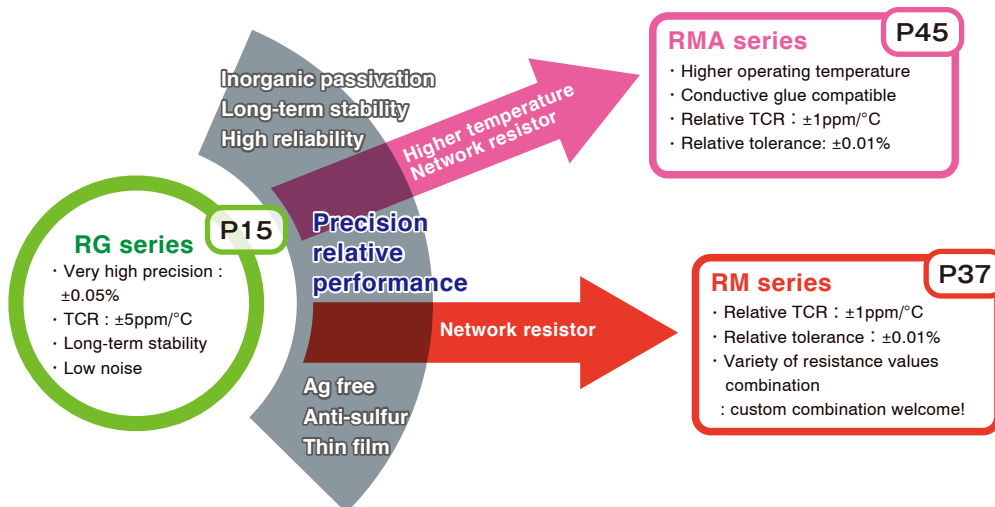 P15
RG series
· Very high precision :
±0.05%
· TCR : ±5ppm/°C
· Long-term stability
· Low noise
Inorganic passivation
Long-term stability
High reliability
Precision
relative
performance
Ag free
Anti-sulfur
Thin film
Higher temperature
Network resistor
Network resistor
P45
RMA series
· Higher operating temperature
· Conductive glue compatible
· Relative TCR：±1ppm/°C
· Relative tolerance: ±0.01%
P37
RM series
· Relative TCR：±1ppm/°C
· Relative tolerance：±0.01%
· Variety of resistance values
combination
: custom combination welcome!